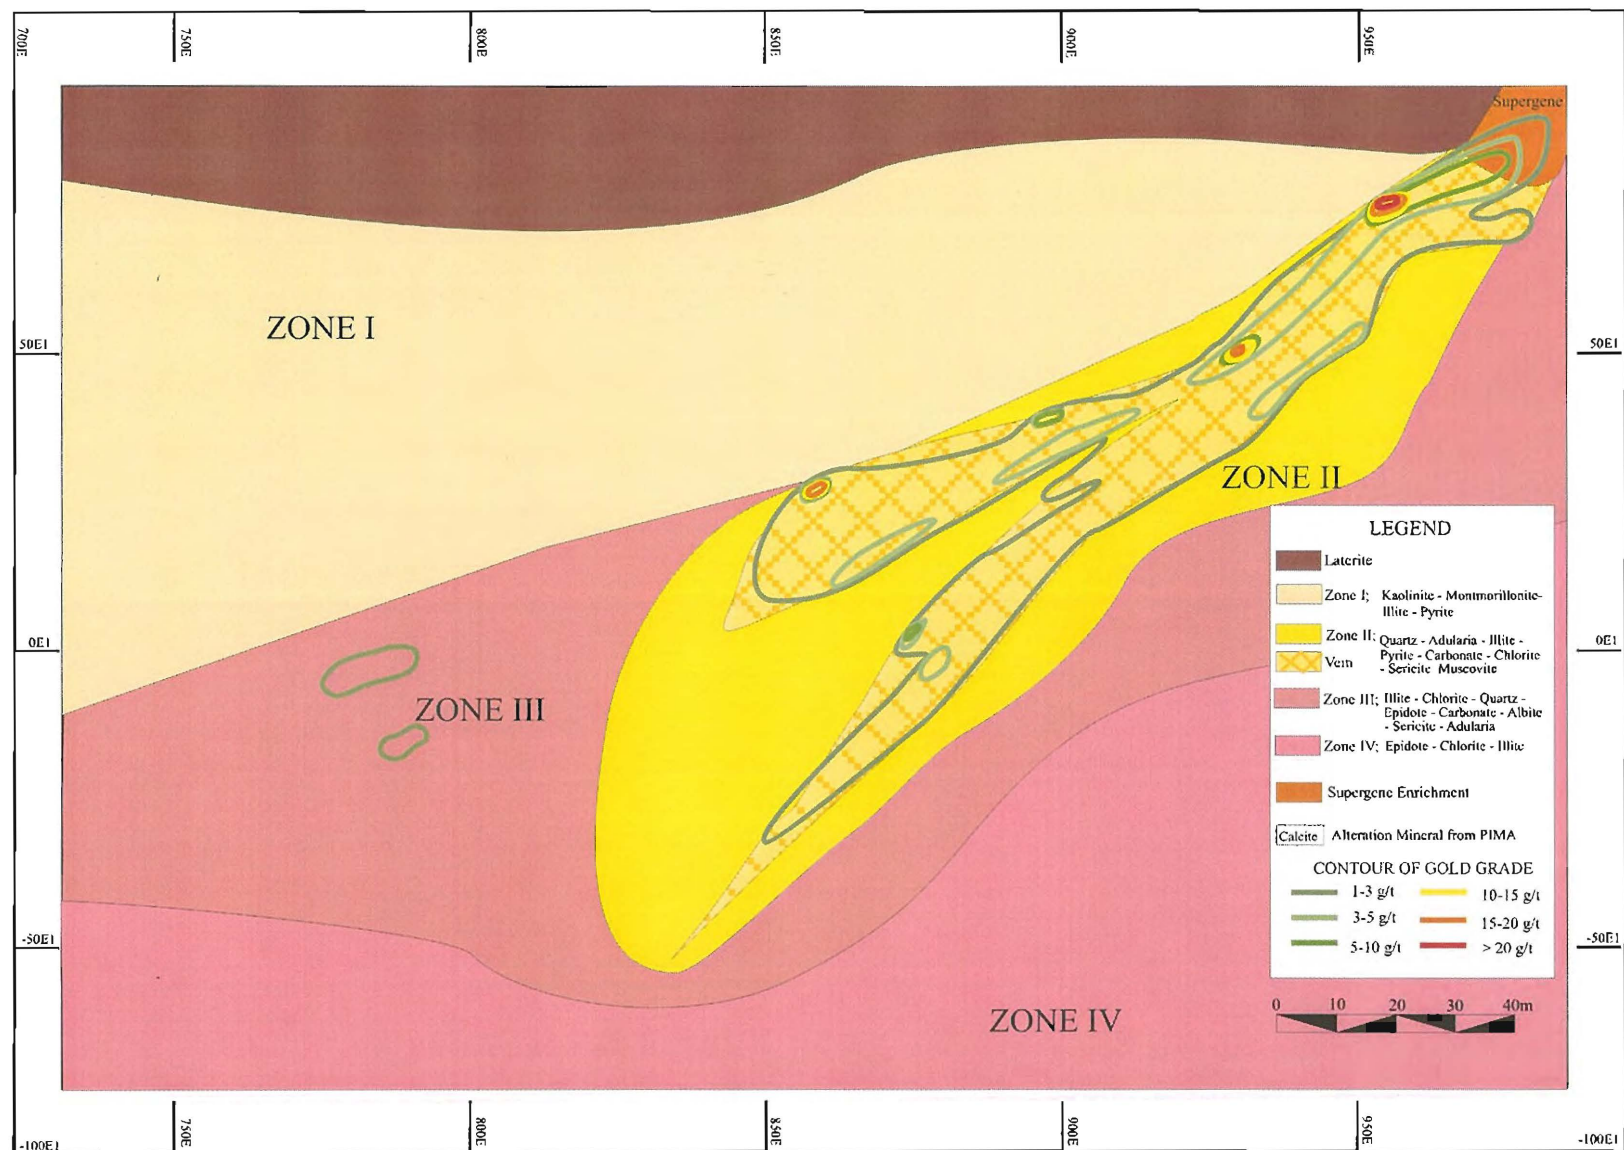 700E 750E 800E 850E 900E 950E
Supergene
ZONE I
50E1 50E1
ZONE II
LEGEND
Laterite
Zone I; Kaolinite - Montmorillonite-
Illite - Pyrite
0E1 0E1
Zone II; Quartz - Adularia - Illite -
Vein Pyrite - Carbonate - Chlorite
- Sericite Muscovite
ZONE III
Zone III; Illite - Chlorite - Quartz -
Epidote - Carbonate - Albite
- Sericite - Adularia
Zone IV; Epidote - Chlorite - Illite
Supergene Enrichment
Calcite Alteration Mineral from PIMA
CONTOUR OF GOLD GRADE
1-3 g/t 10-15 g/t
3-5 g/t 15-20 g/t
5-10 g/t > 20 g/t
-50E1 -50E1
ZONE IV
0 10 20 30 40m
750E 800E 850E 900E 950E
-100E1 -100E1